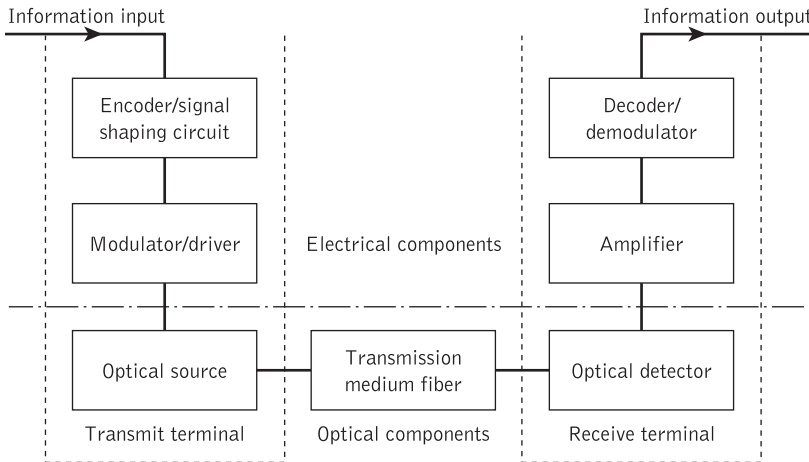 Information input
Information output
Encoder/signal
shaping circuit
Decoder/
demodulator
Modulator/driver
Electrical components
Amplifier
Optical source
Transmission
medium fiber
Optical detector
Transmit terminal
Optical components
Receive terminal